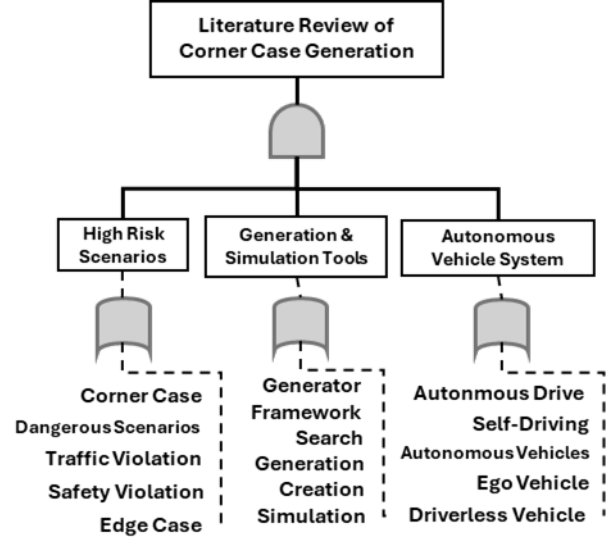 Literature Review of
Corner Case Generation
High Risk
Scenarios
Generation &
Simulation Tools
Autonomous
Vehicle System
Corner Case
Dangerous Scenarios
Traffic Violation
Safety Violation
Edge Case
Generator
Framework
Search
Generation
Creation
Simulation
Autonmous Drive
Self-Driving
Autonomous Vehicles
Ego Vehicle
Driverless Vehicle